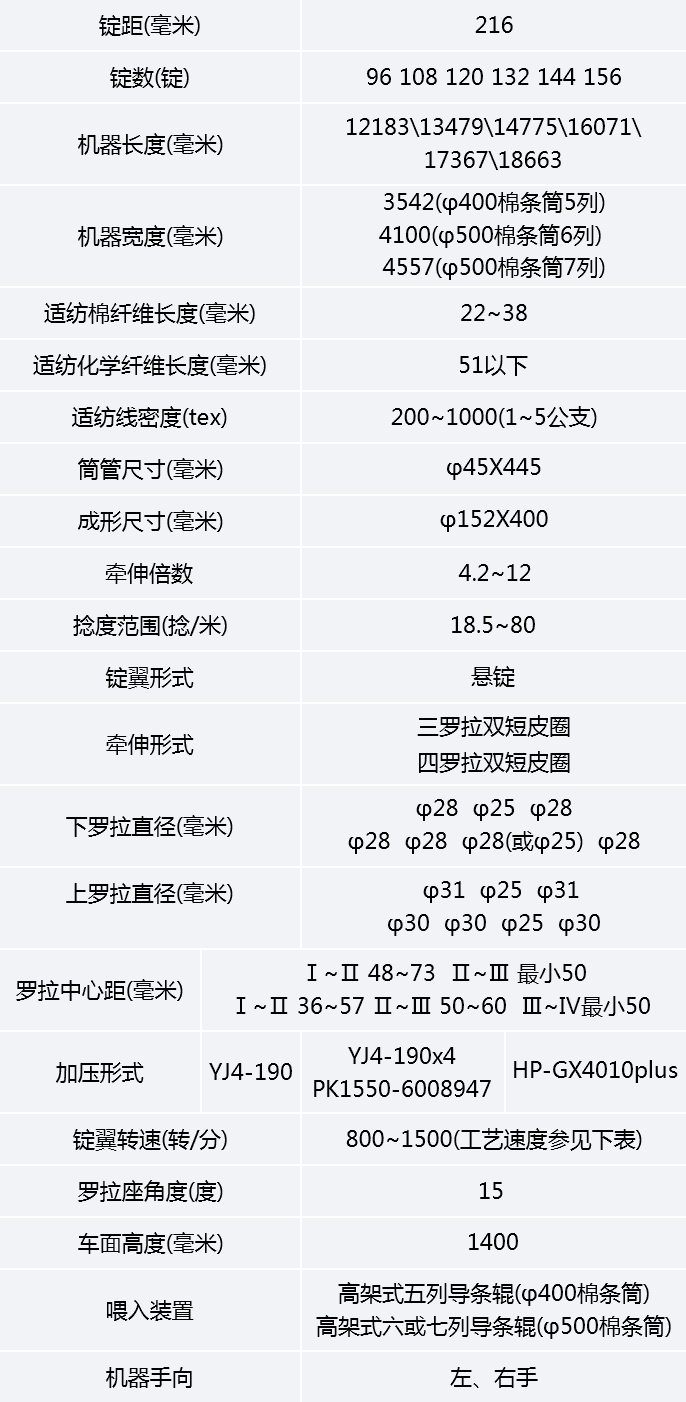 锭距(毫米) 216
锭数(锭) 96 108 120 132 144 156
机器长度(毫米) 12183\13479\14775\16071\
17367\18663
机器宽度(毫米) 3542(φ400棉条筒5列)
4100(φ500棉条筒6列)
4557(φ500棉条筒7列)
适纺棉纤维长度(毫米) 22~38
适纺化学纤维长度(毫米) 51以下
适纺线密度(tex) 200~1000(1~5公支)
筒管尺寸(毫米) φ45X445
成形尺寸(毫米) φ152X400
牵伸倍数 4.2~12
捻度范围(捻/米) 18.5~80
锭翼形式 悬锭
牵伸形式 三罗拉双短皮圈
四罗拉双短皮圈
下罗拉直径(毫米) φ28 φ25 φ28
φ28 φ28 φ28(或φ25) φ28
上罗拉直径(毫米) φ31 φ25 φ31
φ30 φ30 φ25 φ30
罗拉中心距(毫米) Ⅰ~Ⅱ 48~73 Ⅱ~Ⅲ 最小50
Ⅰ~Ⅱ 36~57 Ⅱ~Ⅲ 50~60 Ⅲ~Ⅳ最小50
加压形式 YJ4-190 YJ4-190x4
PK1550-6008947 HP-GX4010plus
锭翼转速(转/分) 800~1500(工艺速度参见下表)
罗拉座角度(度) 15
车面高度(毫米) 1400
喂入装置 高架式五列导条辊(φ400棉条筒)
高架式六或七列导条辊(φ500棉条筒)
机器手向 左、右手